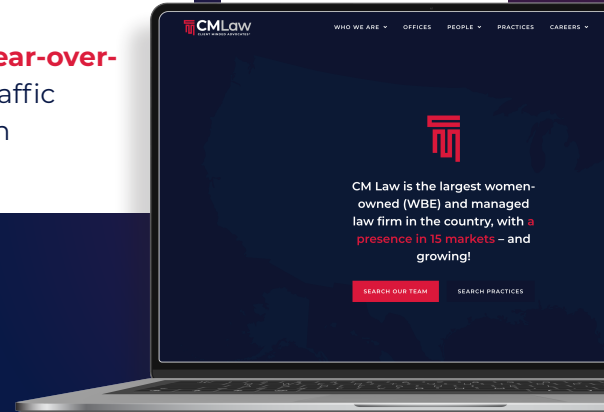 ear-over-
affic
CMLaw
CLIENT MINDED ADVOCATES
WHO WE ARE
OFFICES
PEOPLE
PRACTICES
CAREERS
CM Law is the largest women-
owned (WBE) and managed
law firm in the country, with a
presence in 15 markets – and
growing!
SEARCH OUR TEAM
SEARCH PRACTICES